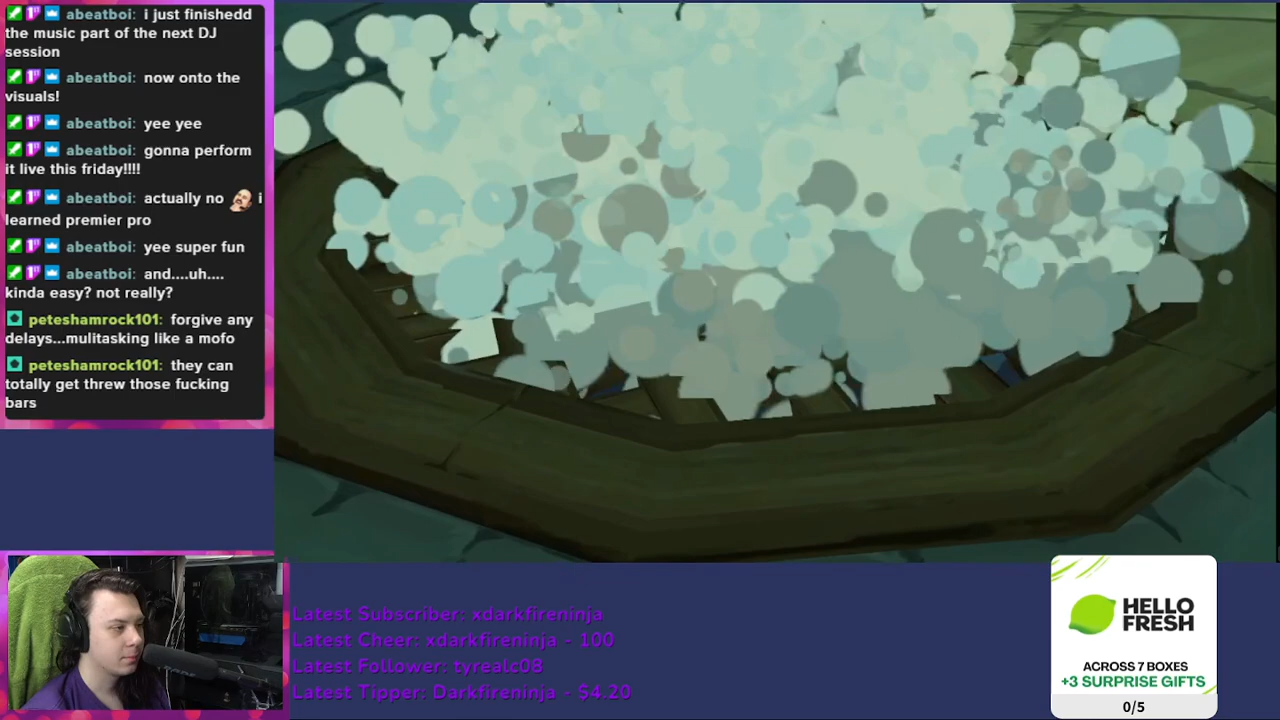 abeatboi: i just finishedd
the music part of the next DJ
session
abeatboi: now onto the
visuals!
abeatboi: yee yee
abeatboi: gonna perform
it live this friday!!!!
abeatboi: actually no i
learned premier pro
abeatboi: yee super fun
abeatboi: and....uh....
kinda easy? not really?
peteshamrock101: forgive any
delays...mulitasking like a mofo
peteshamrock101: they can
totally get threw those fucking
bars
Latest Subscriber: xdarkfireninja
Latest Cheer: xdarkfireninja - 100
Latest Follower: tyrealc08
Latest Tipper: Darkfireninja - $4.20
HELLO
FRESH
ACROSS 7 BOXES
+3 SURPRISE GIFTS
0/5